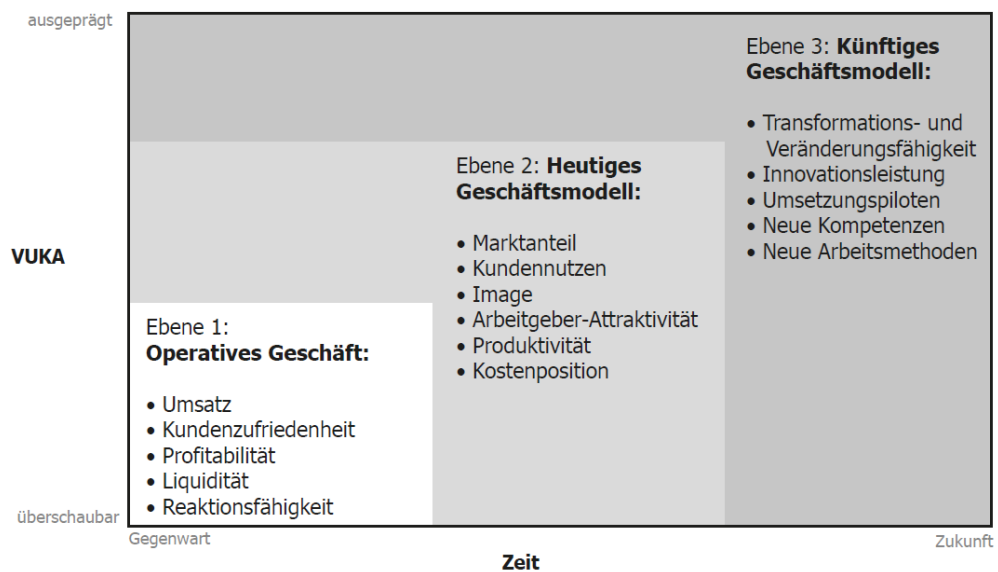 ausgeprägt
Ebene 3: Künftiges
Geschäftsmodell:
• Transformations- und
Veränderungsfähigkeit
• Innovationsleistung
• Umsetzungspiloten
• Neue Kompetenzen
• Neue Arbeitsmethoden
Ebene 2: Heutiges
Geschäftsmodell:
• Marktanteil
• Kundennutzen
• Image
• Arbeitgeber-Attraktivität
• Produktivität
• Kostenposition
VUKA
Ebene 1:
Operatives Geschäft:
• Umsatz
• Kundenzufriedenheit
• Profitabilität
• Liquidität
• Reaktionsfähigkeit
überschaubar
Gegenwart
Zukunft
Zeit